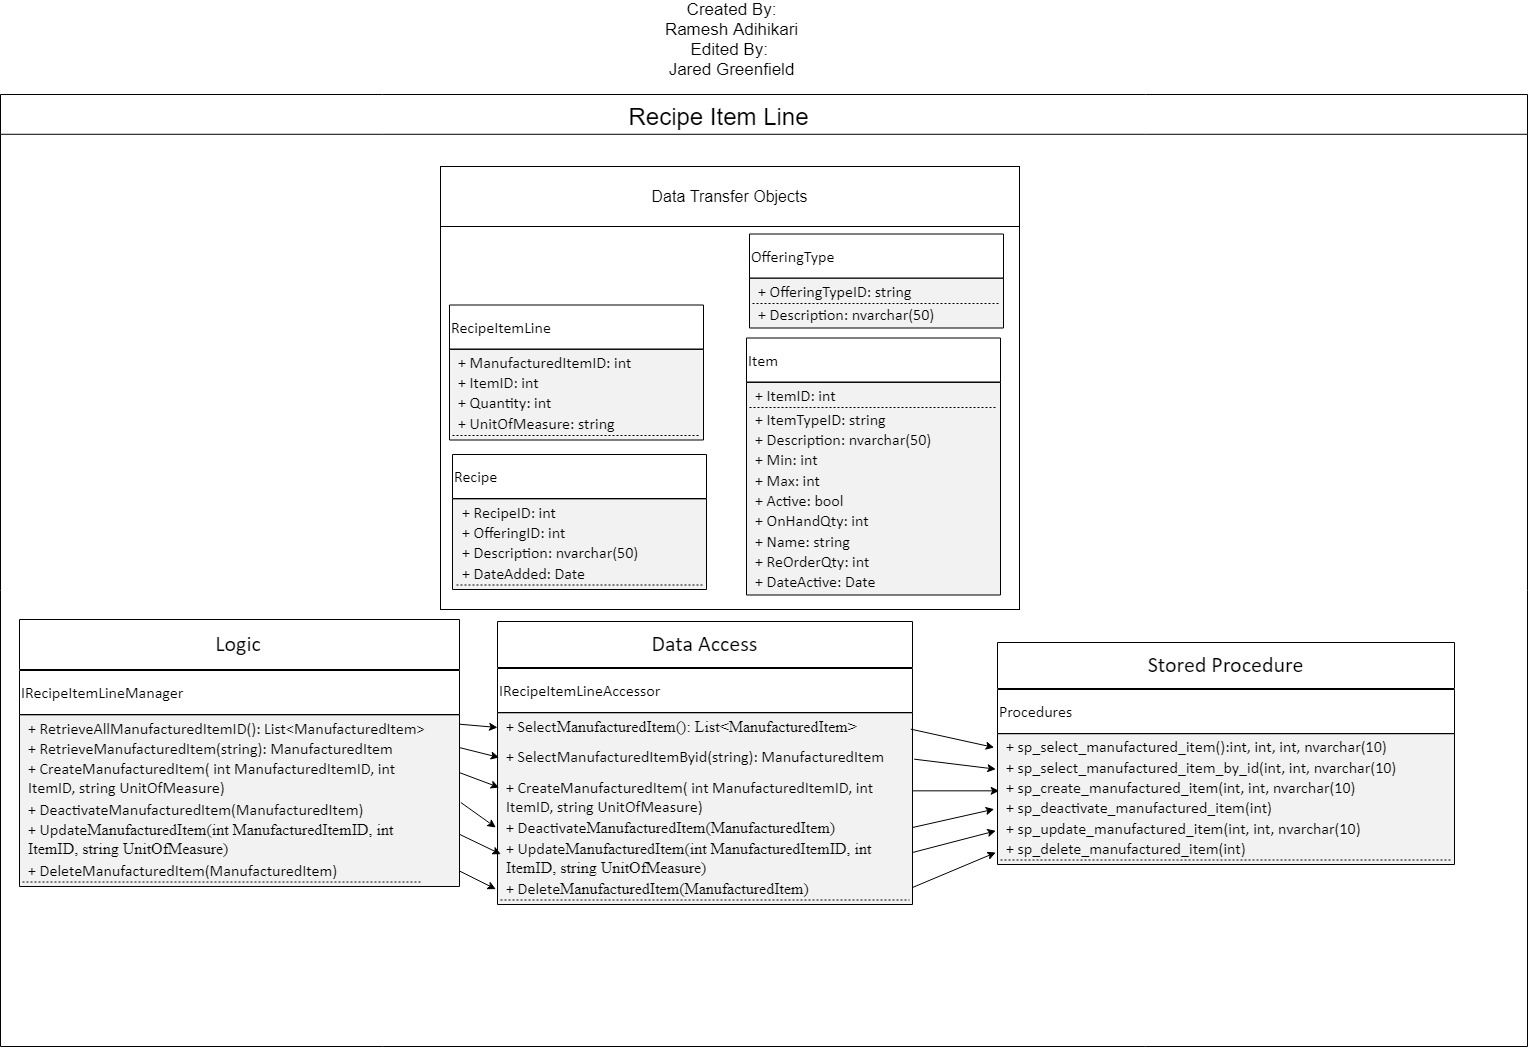 Created By:
Ramesh Adihikari
Edited By:
Jared Greenfield
Recipe Item Line
Data Transfer Objects
OfferingType
+ OfferingTypeID: string
+ Description: nvarchar(50)
RecipeItemLine
+ ManufacturedItemID: int
+ ItemID: int
+ Quantity: int
+ UnitOfMeasure: string
Item
+ ItemID: int
+ ItemTypeID: string
+ Description: nvarchar(50)
+ Min: int
+ Max: int
+ Active: bool
+ OnHandQty: int
+ Name: string
+ ReOrderQty: int
+ DateActive: Date
Recipe
+ RecipeID: int
+ OfferingID: int
+ Description: nvarchar(50)
+ DateAdded: Date
Logic
IRecipeItemLineManager
+ RetrieveAllManufacturedItemID(): List<ManufacturedItem>
+ RetrieveManufacturedItem(string): ManufacturedItem
+ CreateManufacturedItem( int ManufacturedItemID, int
ItemID, string UnitOfMeasure)
+ DeactivateManufacturedItem(ManufacturedItem)
+ UpdateManufacturedItem(int ManufacturedItemID, int
ItemID, string UnitOfMeasure)
+ DeleteManufacturedItem(ManufacturedItem)
Data Access
IRecipeItemLineAccessor
+ SelectManufacturedItem(): List<ManufacturedItem>
+ SelectManufacturedItemByid(string): ManufacturedItem
+ CreateManufacturedItem( int ManufacturedItemID, int
ItemID, string UnitOfMeasure)
+ DeactivateManufacturedItem(ManufacturedItem)
+ UpdateManufacturedItem(int ManufacturedItemID, int
ItemID, string UnitOfMeasure)
+ DeleteManufacturedItem(ManufacturedItem)
Stored Procedure
Procedures
+ sp_select_manufactured_item():int, int, int, nvarchar(10)
+ sp_select_manufactured_item_by_id(int, int, nvarchar(10)
+ sp_create_manufactured_item(int, int, nvarchar(10)
+ sp_deactivate_manufactured_item(int)
+ sp_update_manufactured_item(int, int, nvarchar(10)
+ sp_delete_manufactured_item(int)